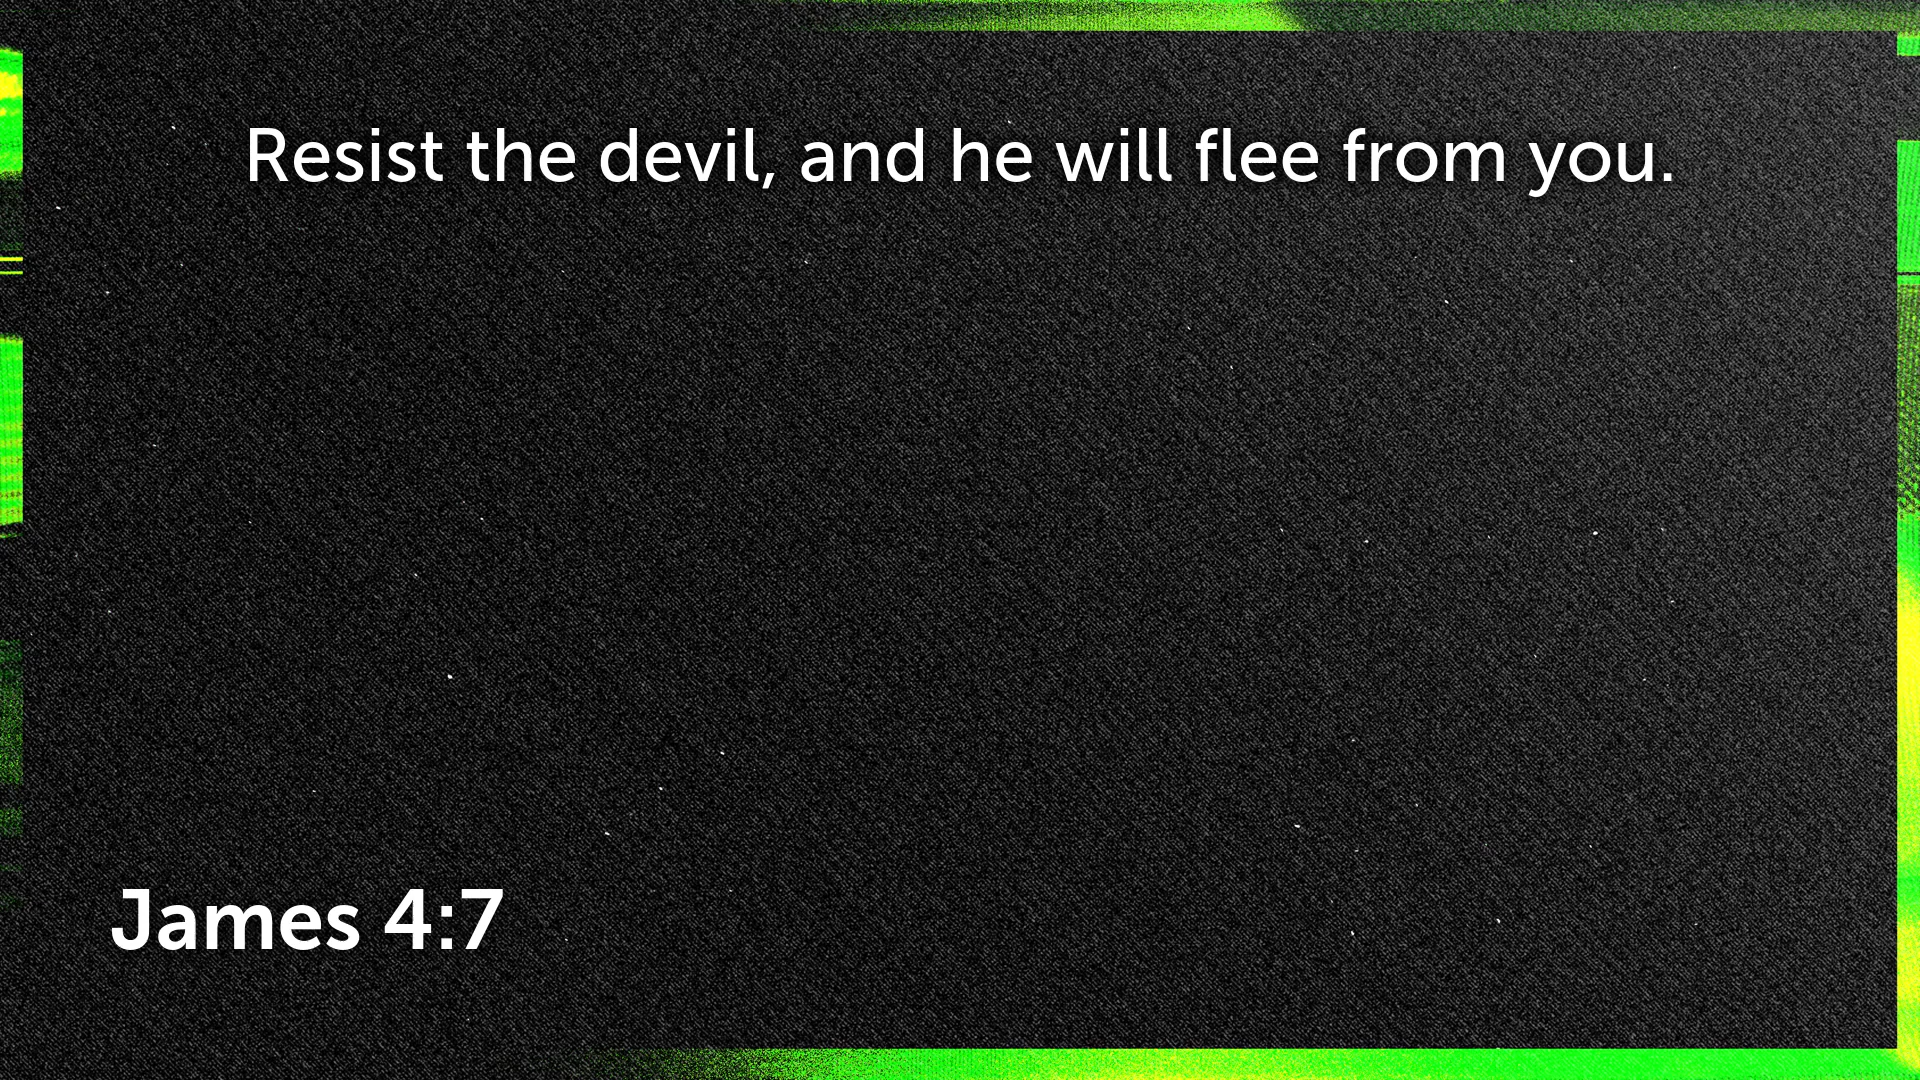 Resist the devil, and he will flee from you.
James 4:7